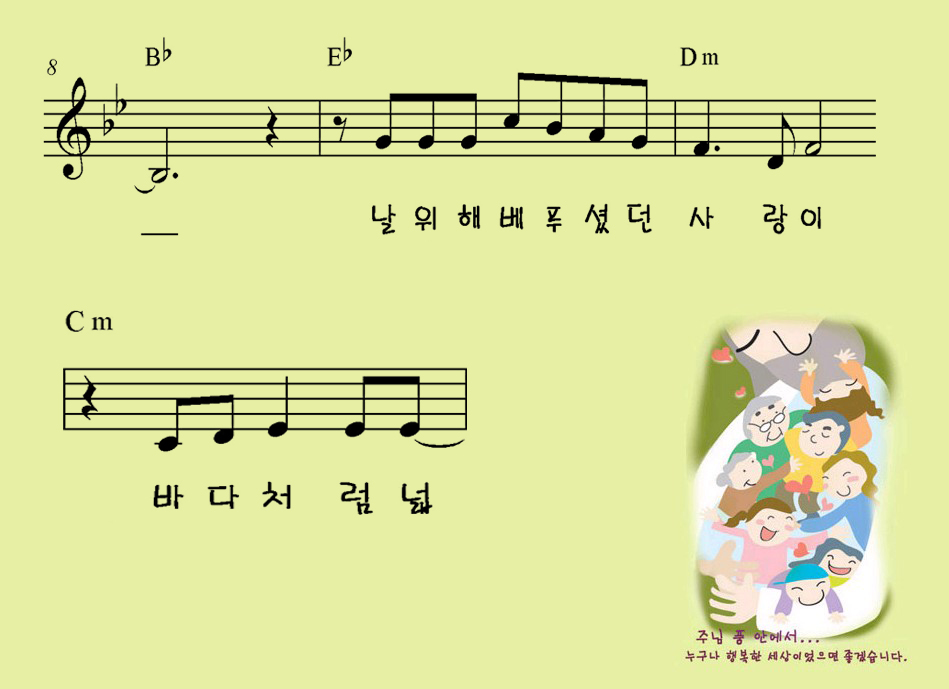 8
B♭ E♭ Dm
날 위 해 베 푸 셨 던 사 랑 이
Cm
바 다 처 럼 넓
주님 품 안에서...
누구나 행복한 세상이었으면 좋겠습니다.